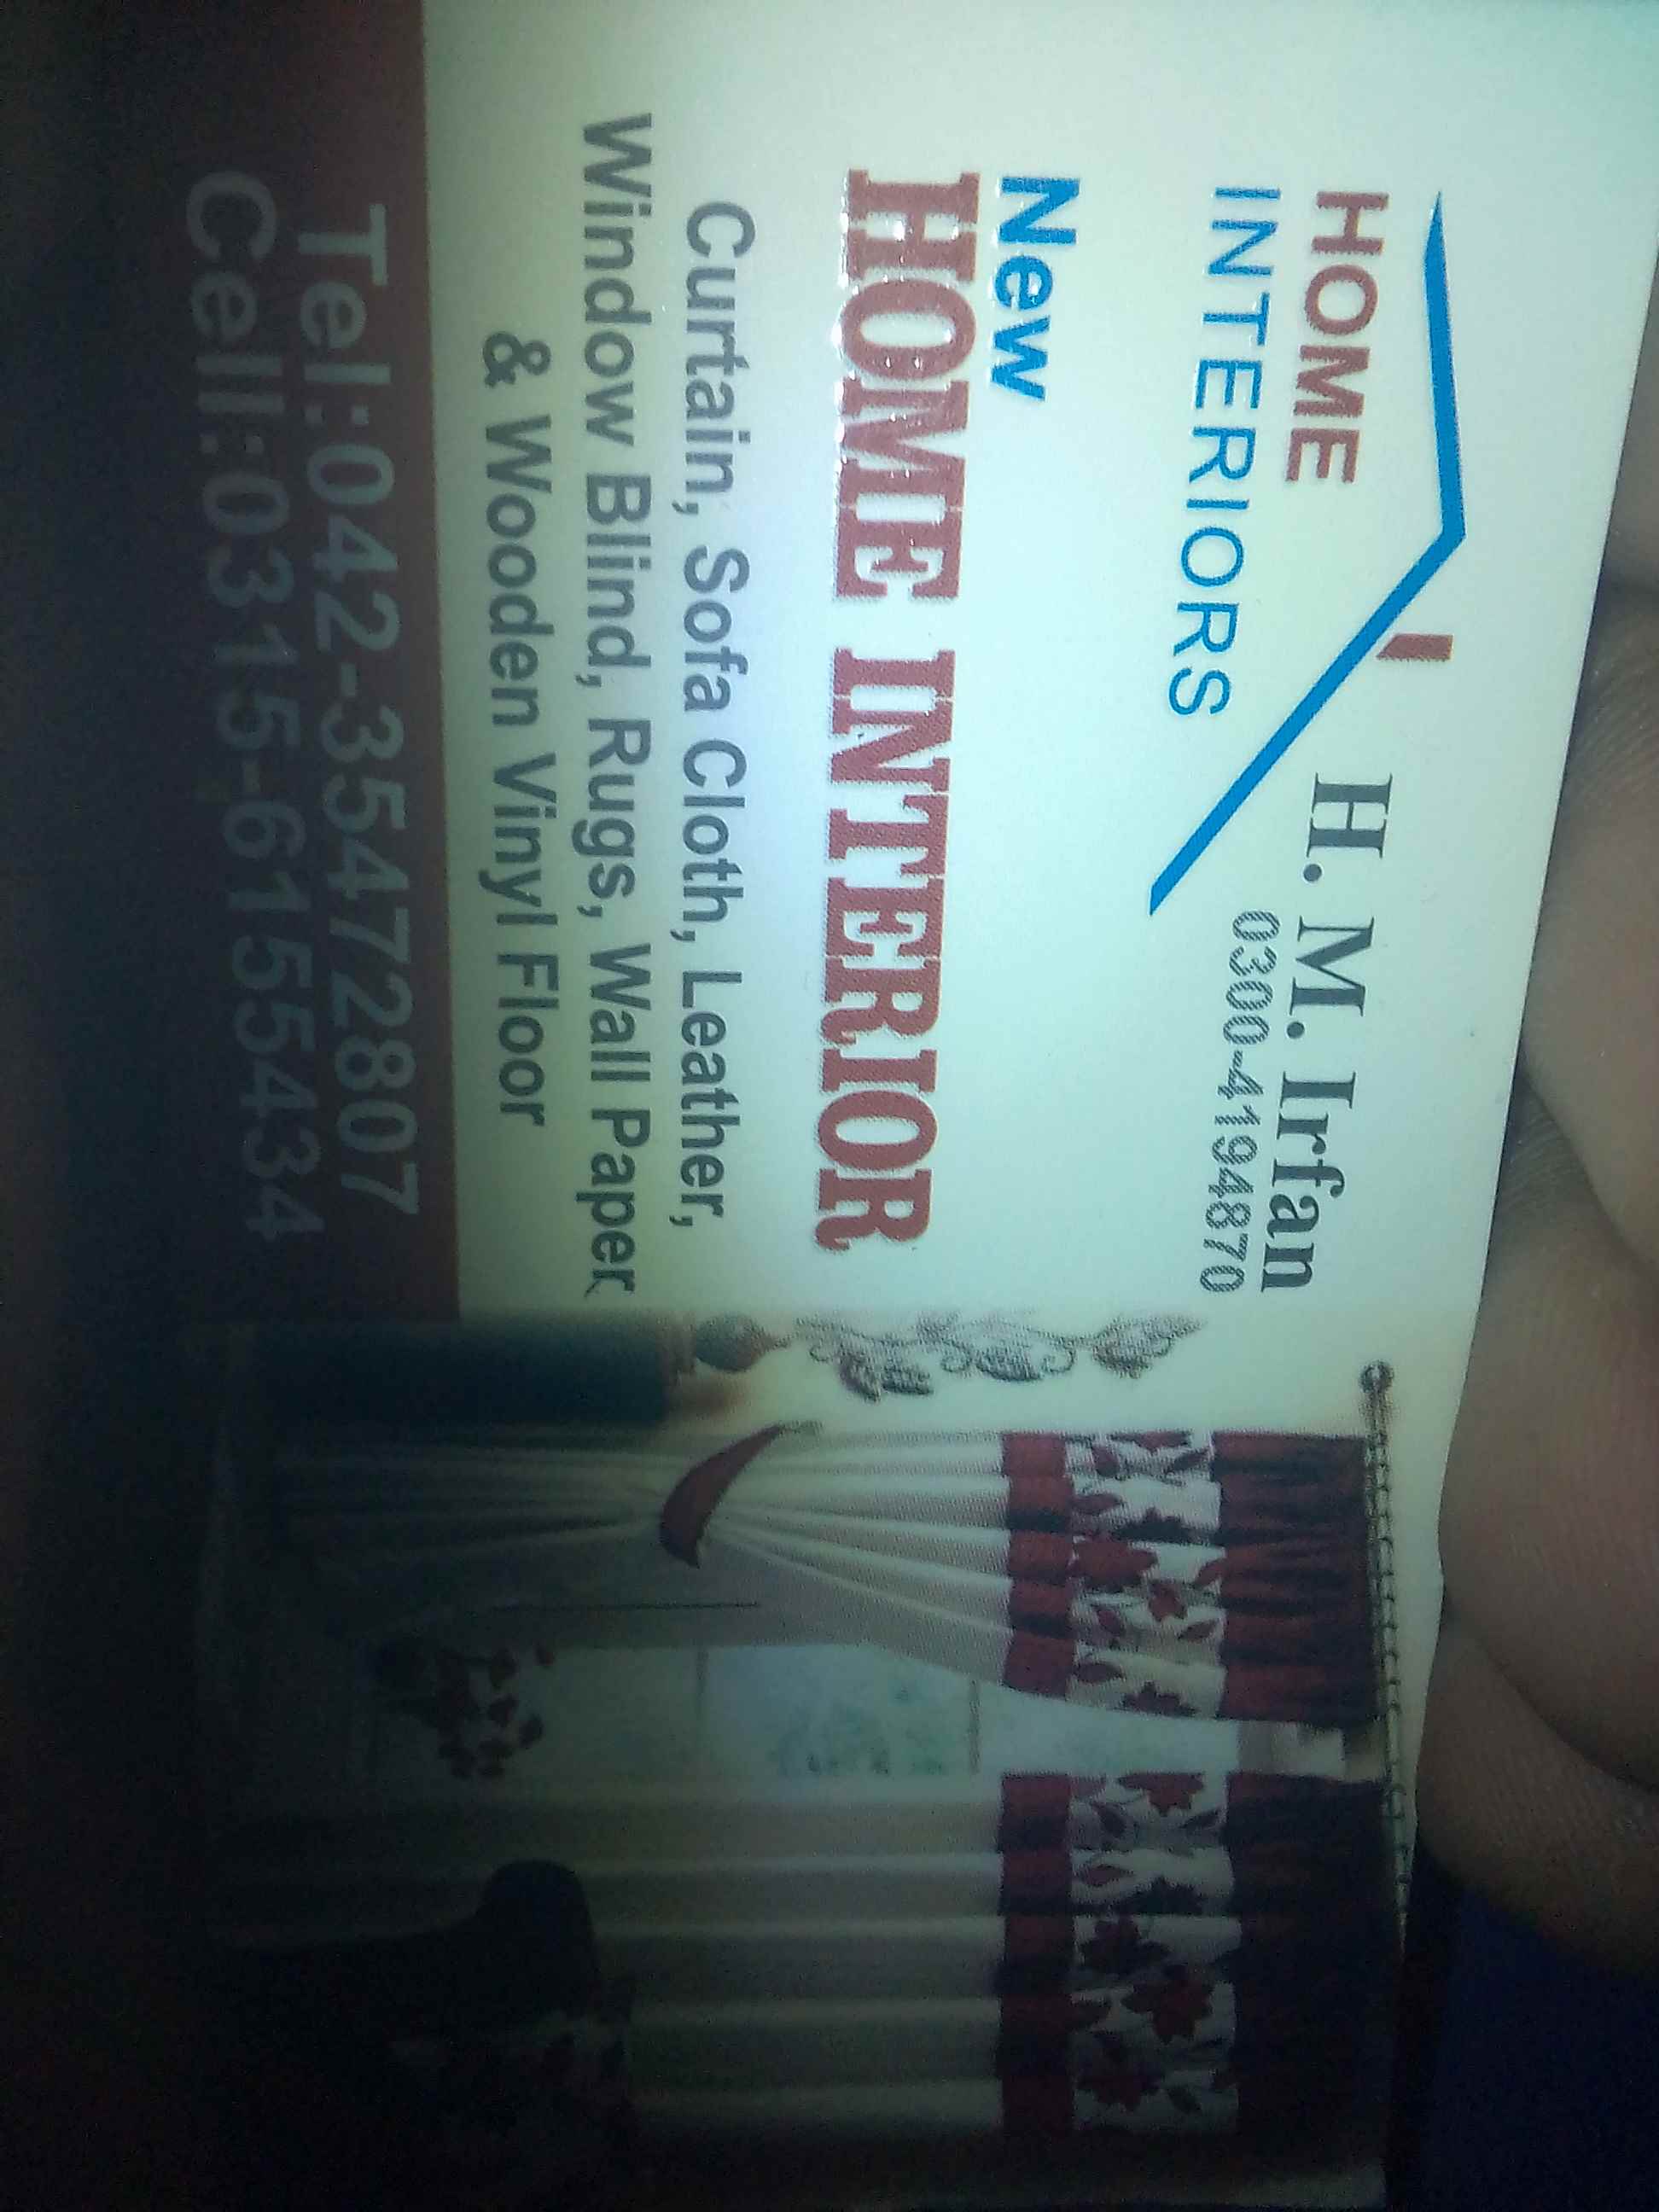 HOME
INTERIORS
H. M. Irfan
0300-4194870
New
HOME INTERIOR
Curtain, Sofa Cloth, Leather,
Window Blind, Rugs, Wall Paper
& Wooden Vinyl Floor
Tel:042-35472807
Cell:0315-6155434